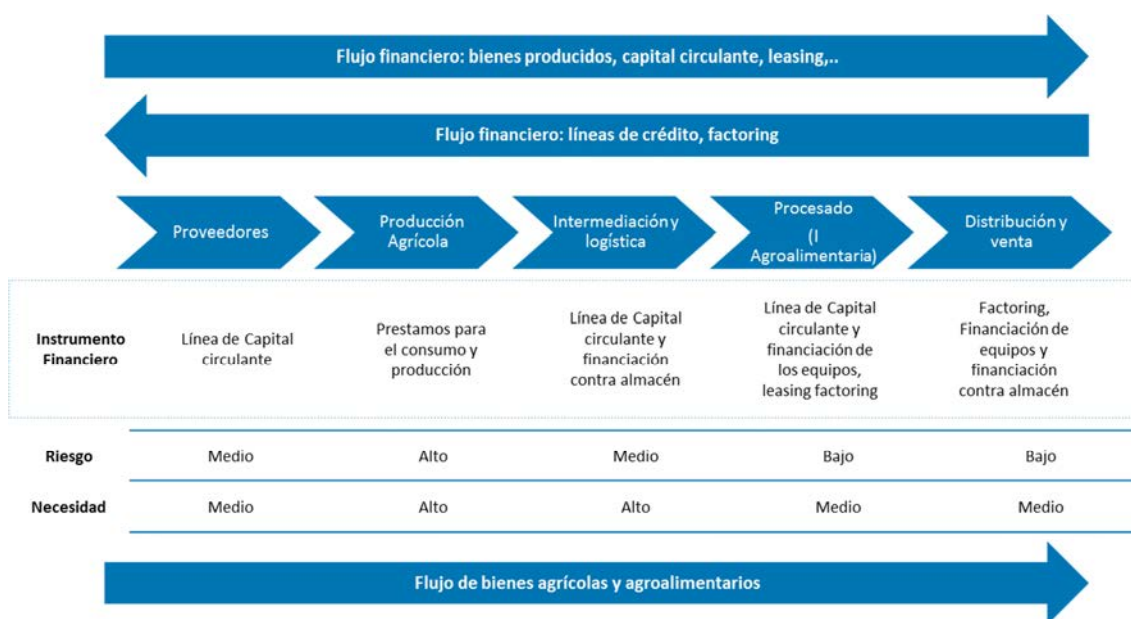 Flujo financiero: bienes producidos, capital circulante, leasing,..
Flujo financiero: líneas de crédito, factoring
Proveedores
Producción
Agrícola
Intermediación y
logística
Procesado
(I
Agroalimentaria)
Distribución y
venta
Instrumento
Financiero
Línea de Capital
circulante
Prestamos para
el consumo y
producción
Línea de Capital
circulante y
financiación
contra almacén
Línea de Capital
circulante y
financiación de
los equipos,
leasing factoring
Factoring,
Financiación de
equipos y
financiación
contra almacén
Riesgo
Medio
Alto
Medio
Bajo
Bajo
Necesidad
Medio
Alto
Alto
Medio
Medio
Flujo de bienes agrícolas y agroalimentarios